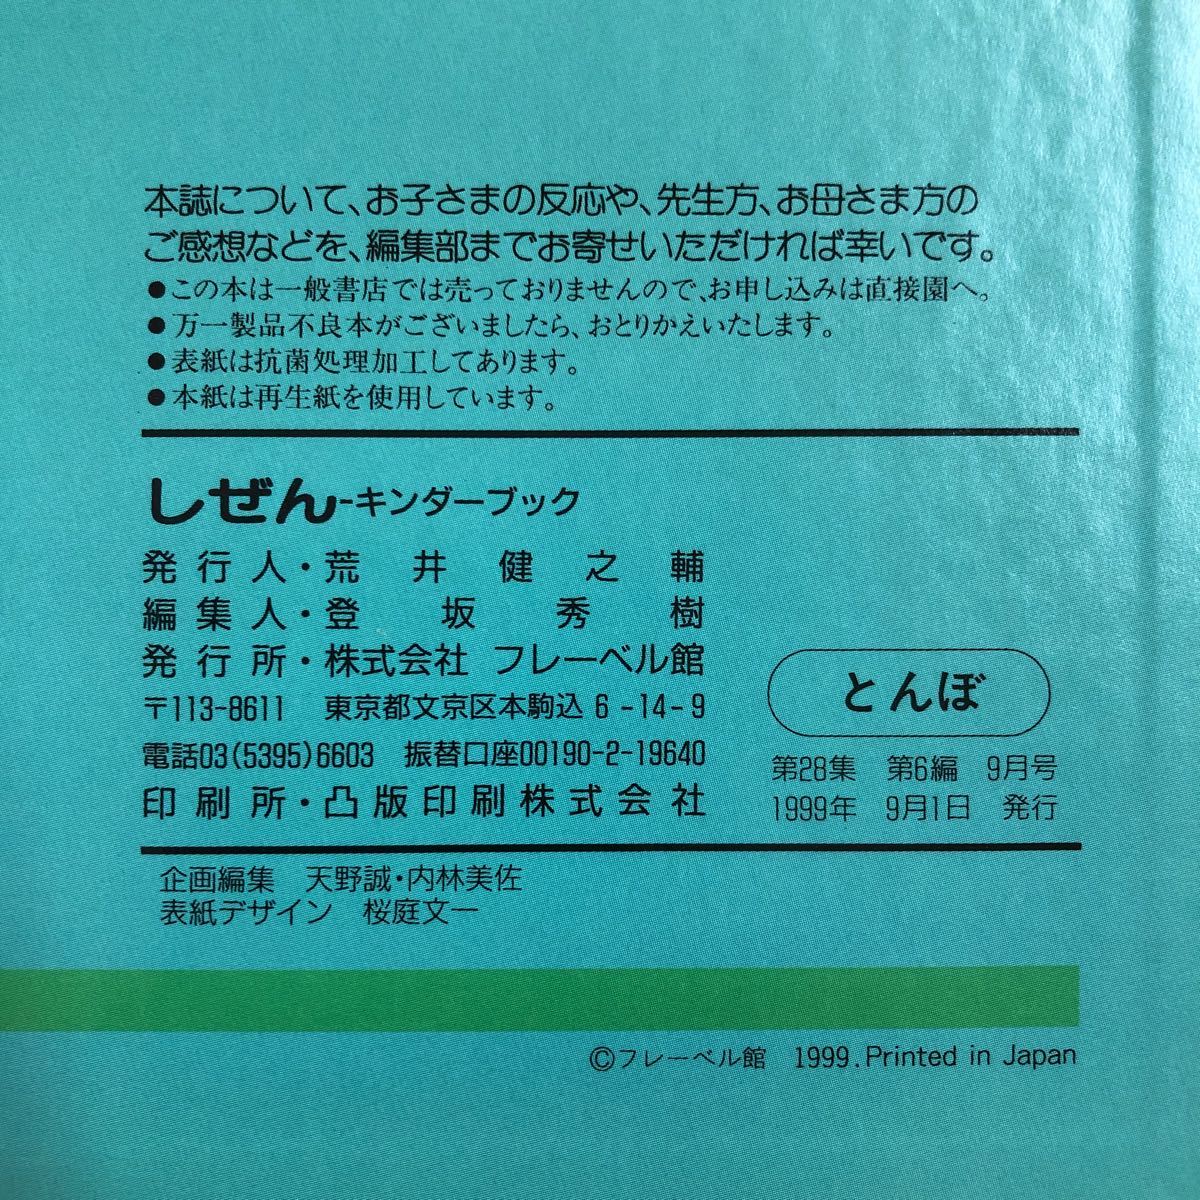 本誌について、お子さまの反応や、先生方、お母さま方の
ご感想などを、編集部までお寄せいただければ幸いです。
●この本は一般書店では売っておりませんので、お申し込みは直接園へ。
●万一製品不良本がございましたら、おとりかえいたします。
●表紙は抗菌処理加工してあります。
●本紙は再生紙を使用しています。
しぜん-キンダーブック
発行人・荒井健之輔
編集人・登坂秀樹
発行所・株式会社 フレーベル館
〒113-8611 東京都文京区本駒込 6-14-9
電話03(5395)6603 振替口座00190-2-19640
印刷所・凸版印刷株式会社
とんぼ
第28集 第6編 9月号
1999年 9月1日 発行
企画編集 天野誠・内林美佐
表紙デザイン 桜庭文一
©フレーベル館 1999. Printed in Japan